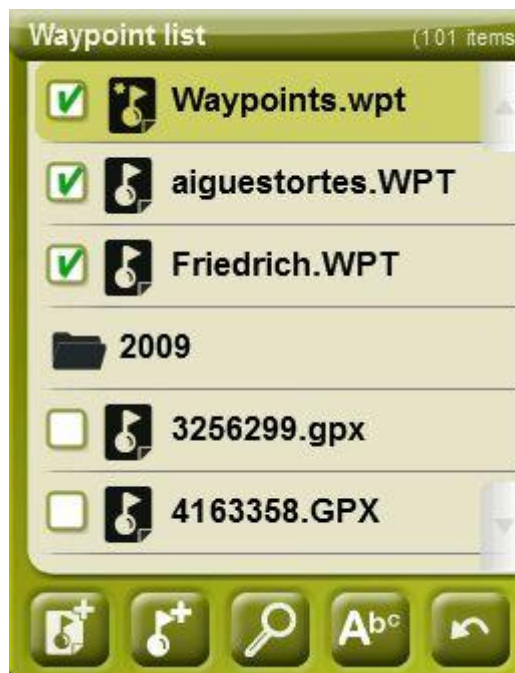 Waypoint list (101 items
Waypoints.wpt
aiguestortes.WPT
Friedrich.WPT
2009
3256299.gpx
4163358.GPX
Abc